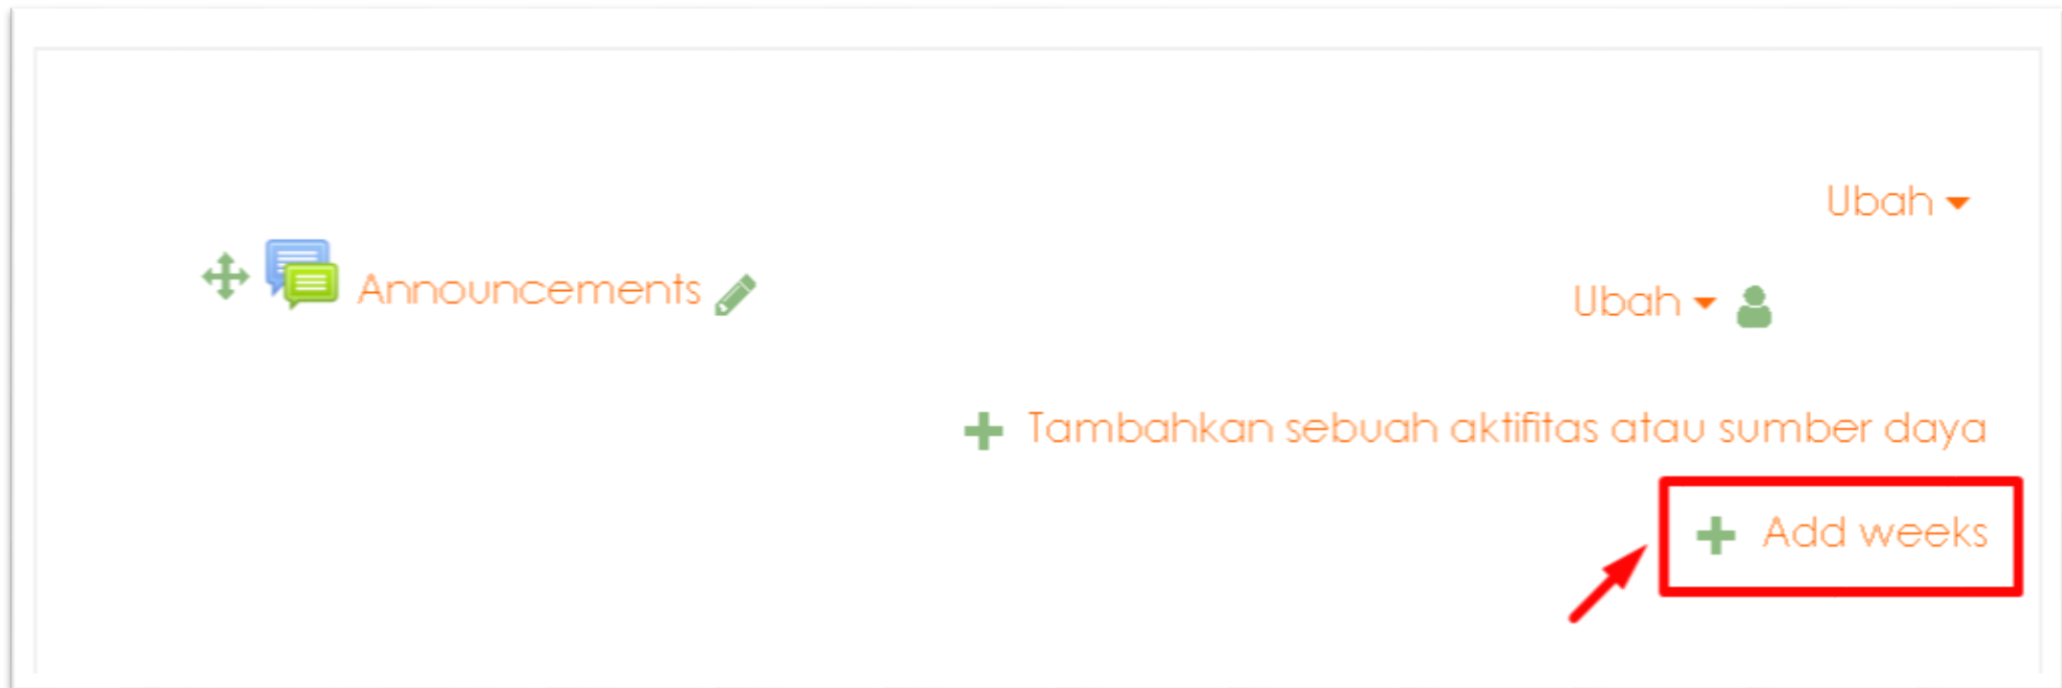 Ubah
Announcements
Ubah
Tambahkan sebuah aktifitas atau sumber daya
Add weeks